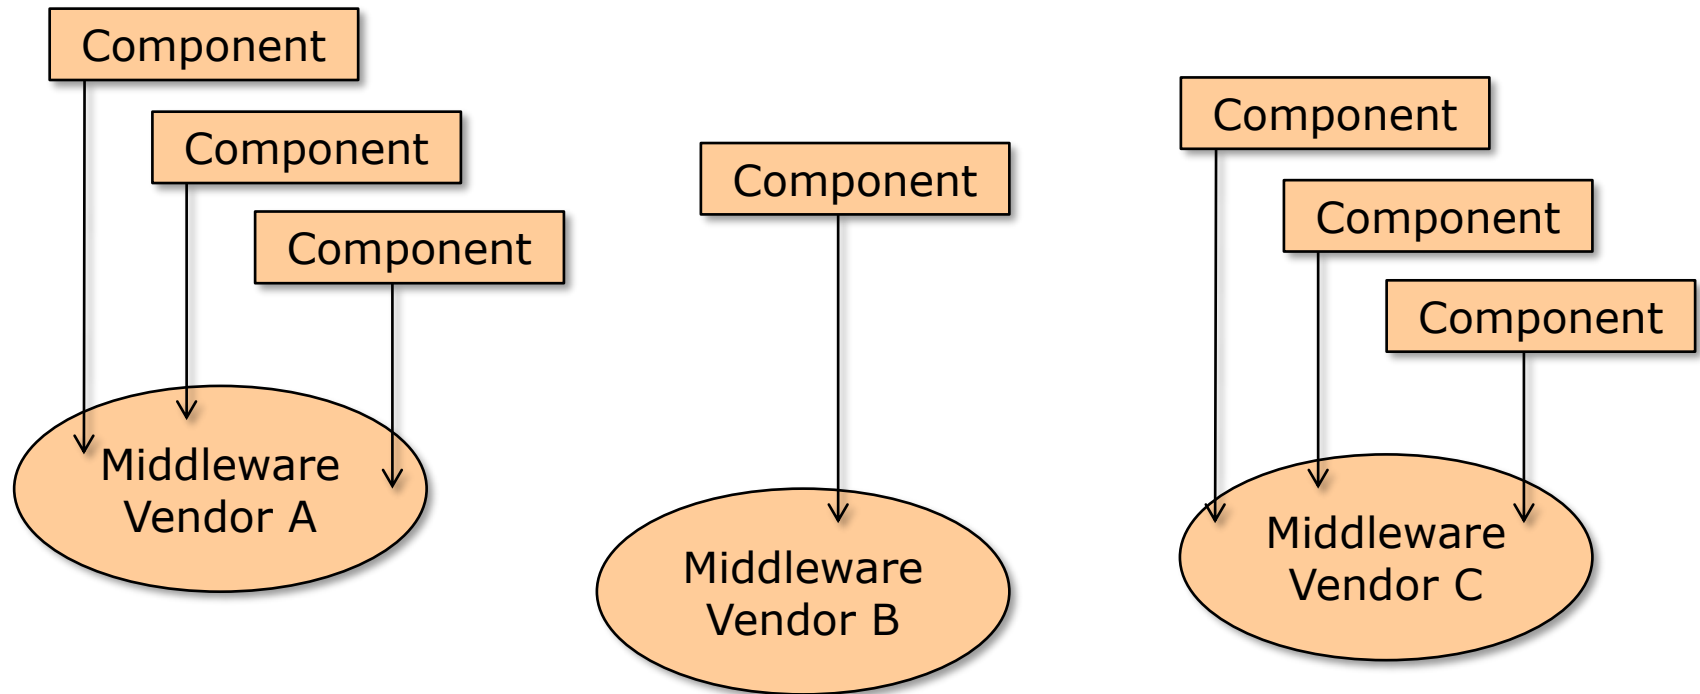 Component
Component
Component
Middleware
Vendor A
Component
Middleware
Vendor B
Component
Component
Component
Middleware
Vendor C